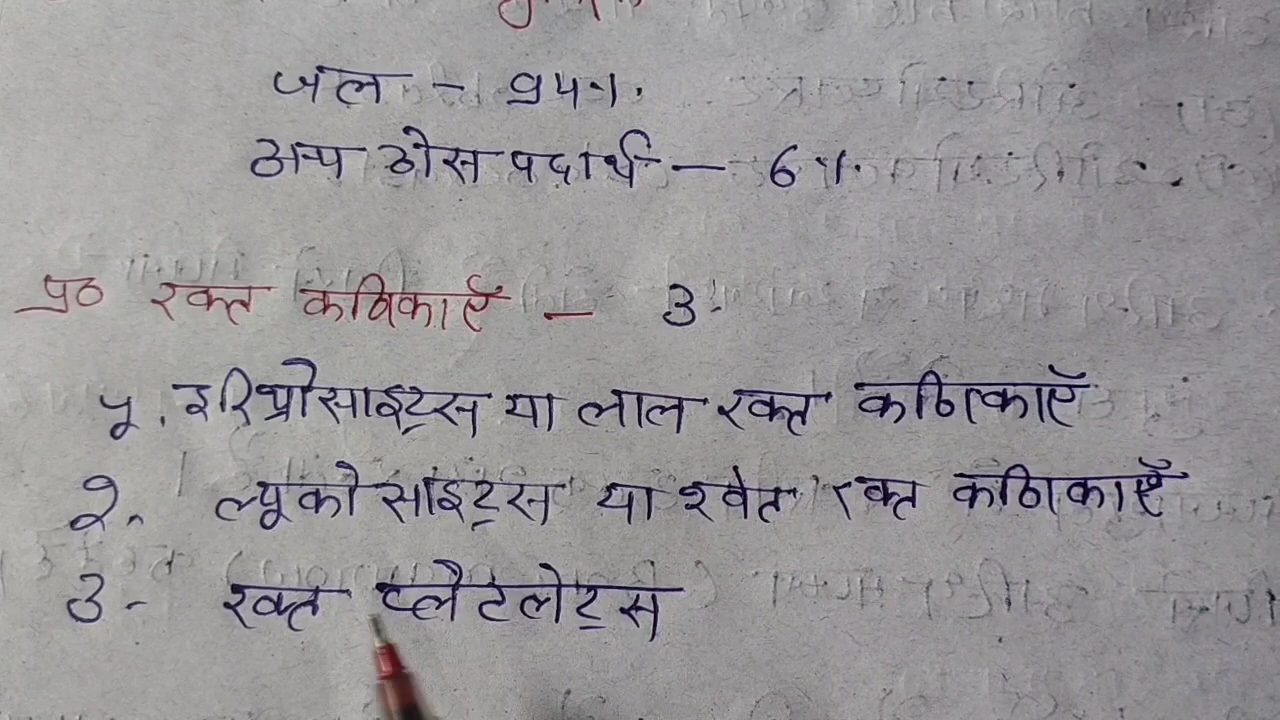 जल - 94%.
अन्य ठोस पदार्थ - 6%.
प्र० रक्त कणिकाएँ - 3.
1. इरिथ्रोसाइट्स या लाल रक्त कणिकाएँ
2. ल्यूकोसाइट्स या श्वेत रक्त कणिकाएँ
3- रक्त प्लैटलेट्स